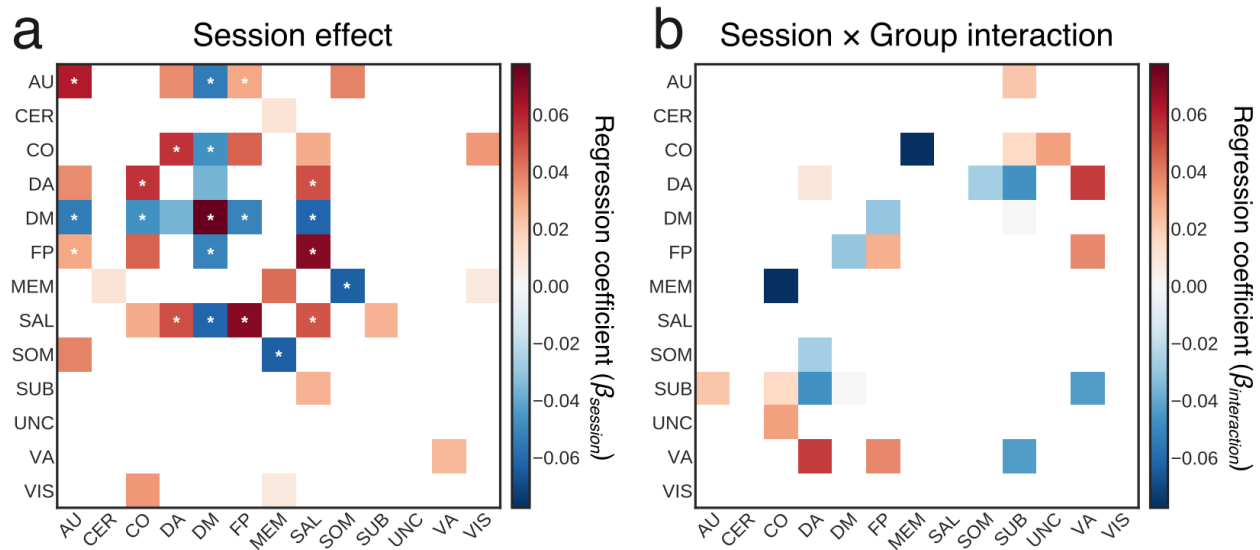 a
Session effect
AU
CER
CO
DA
DM
FP
MEM
SAL
SOM
SUB
UNC
VA
VIS
* * *
* *
* *
* * * * *
* * *
*
* * * *
*
AU CER CO DA DM FP MEM SAL SOM SUB UNC VA VIS
0.06
0.04
0.02
0.00
−0.02
−0.04
−0.06
Regression coefficient (βsession)
b
Session × Group interaction
AU
CER
CO
DA
DM
FP
MEM
SAL
SOM
SUB
UNC
VA
VIS
AU CER CO DA DM FP MEM SAL SOM SUB UNC VA VIS
0.06
0.04
0.02
0.00
−0.02
−0.04
−0.06
Regression coefficient (βinteraction)